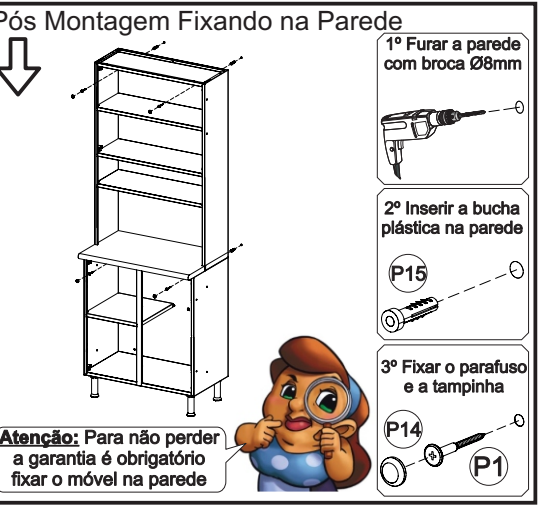 Pós Montagem Fixando na Parede
1º Furar a parede
com broca Ø8mm
2º Inserir a bucha
plástica na parede
P15
3º Fixar o parafuso
e a tampinha
P14
P1
Atenção: Para não perder
a garantia é obrigatório
fixar o móvel na parede